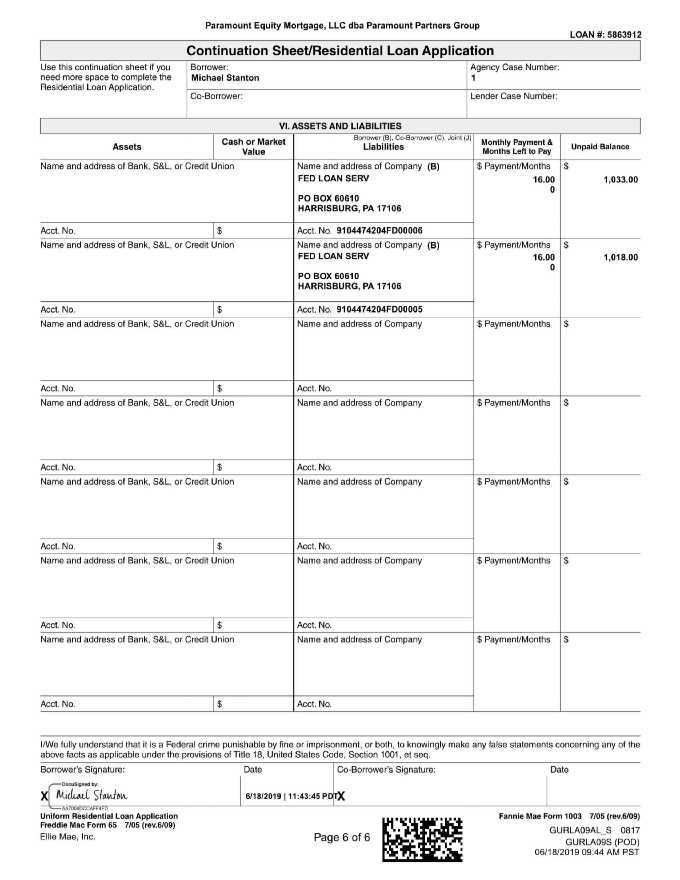 Paramount Equity Mortgage, LLC dba Paramount Partners Group
LOAN #: 5863912
Continuation Sheet/Residential Loan Application
Use this continuation sheet if you
need more space to complete the
Residential Loan Application.
Borrower:
Michael Stanton
Agency Case Number:
1
Co-Borrower:
Lender Case Number:
VI. ASSETS AND LIABILITIES
Assets
Cash or Market
Value
Borrower (B), Co-Borrower (C), Joint (J)
Liabilities
Monthly Payment &
Months Left to Pay
Unpaid Balance
Name and address of Bank, S&L, or Credit Union
Name and address of Company (B)
FED LOAN SERV
PO BOX 60610
HARRISBURG, PA 17106
$ Payment/Months
16.00
0
$
1,033.00
Acct. No.
$
Acct. No. 9104474204FD00006
Name and address of Bank, S&L, or Credit Union
Name and address of Company (B)
FED LOAN SERV
PO BOX 60610
HARRISBURG, PA 17106
$ Payment/Months
16.00
0
$
1,018.00
Acct. No.
$
Acct. No. 9104474204FD00005
Name and address of Bank, S&L, or Credit Union
Name and address of Company
$ Payment/Months
$
Acct. No.
$
Acct. No.
Name and address of Bank, S&L, or Credit Union
Name and address of Company
$ Payment/Months
$
Acct. No.
$
Acct. No.
Name and address of Bank, S&L, or Credit Union
Name and address of Company
$ Payment/Months
$
Acct. No.
$
Acct. No.
Name and address of Bank, S&L, or Credit Union
Name and address of Company
$ Payment/Months
$
Acct. No.
$
Acct. No.
Name and address of Bank, S&L, or Credit Union
Name and address of Company
$ Payment/Months
$
Acct. No.
$
Acct. No.
I/We fully understand that it is a Federal crime punishable by fine or imprisonment, or both, to knowingly make any false statements concerning any of the
above facts as applicable under the provisions of Title 18, United States Code, Section 1001, et seq.
Borrower's Signature:
Date
Co-Borrower's Signature:
Date
DocuSigned by:
X Michael Stanton
6/18/2019 | 11:43:45 PDT
X
Uniform Residential Loan Application
Freddie Mac Form 65 7/05 (rev.6/09)
Ellie Mae, Inc.
Page 6 of 6
Fannie Mae Form 1003 7/05 (rev.6/09)
GURLA09AL_S 0817
GURLA09S (POD)
06/18/2019 09:44 AM PST